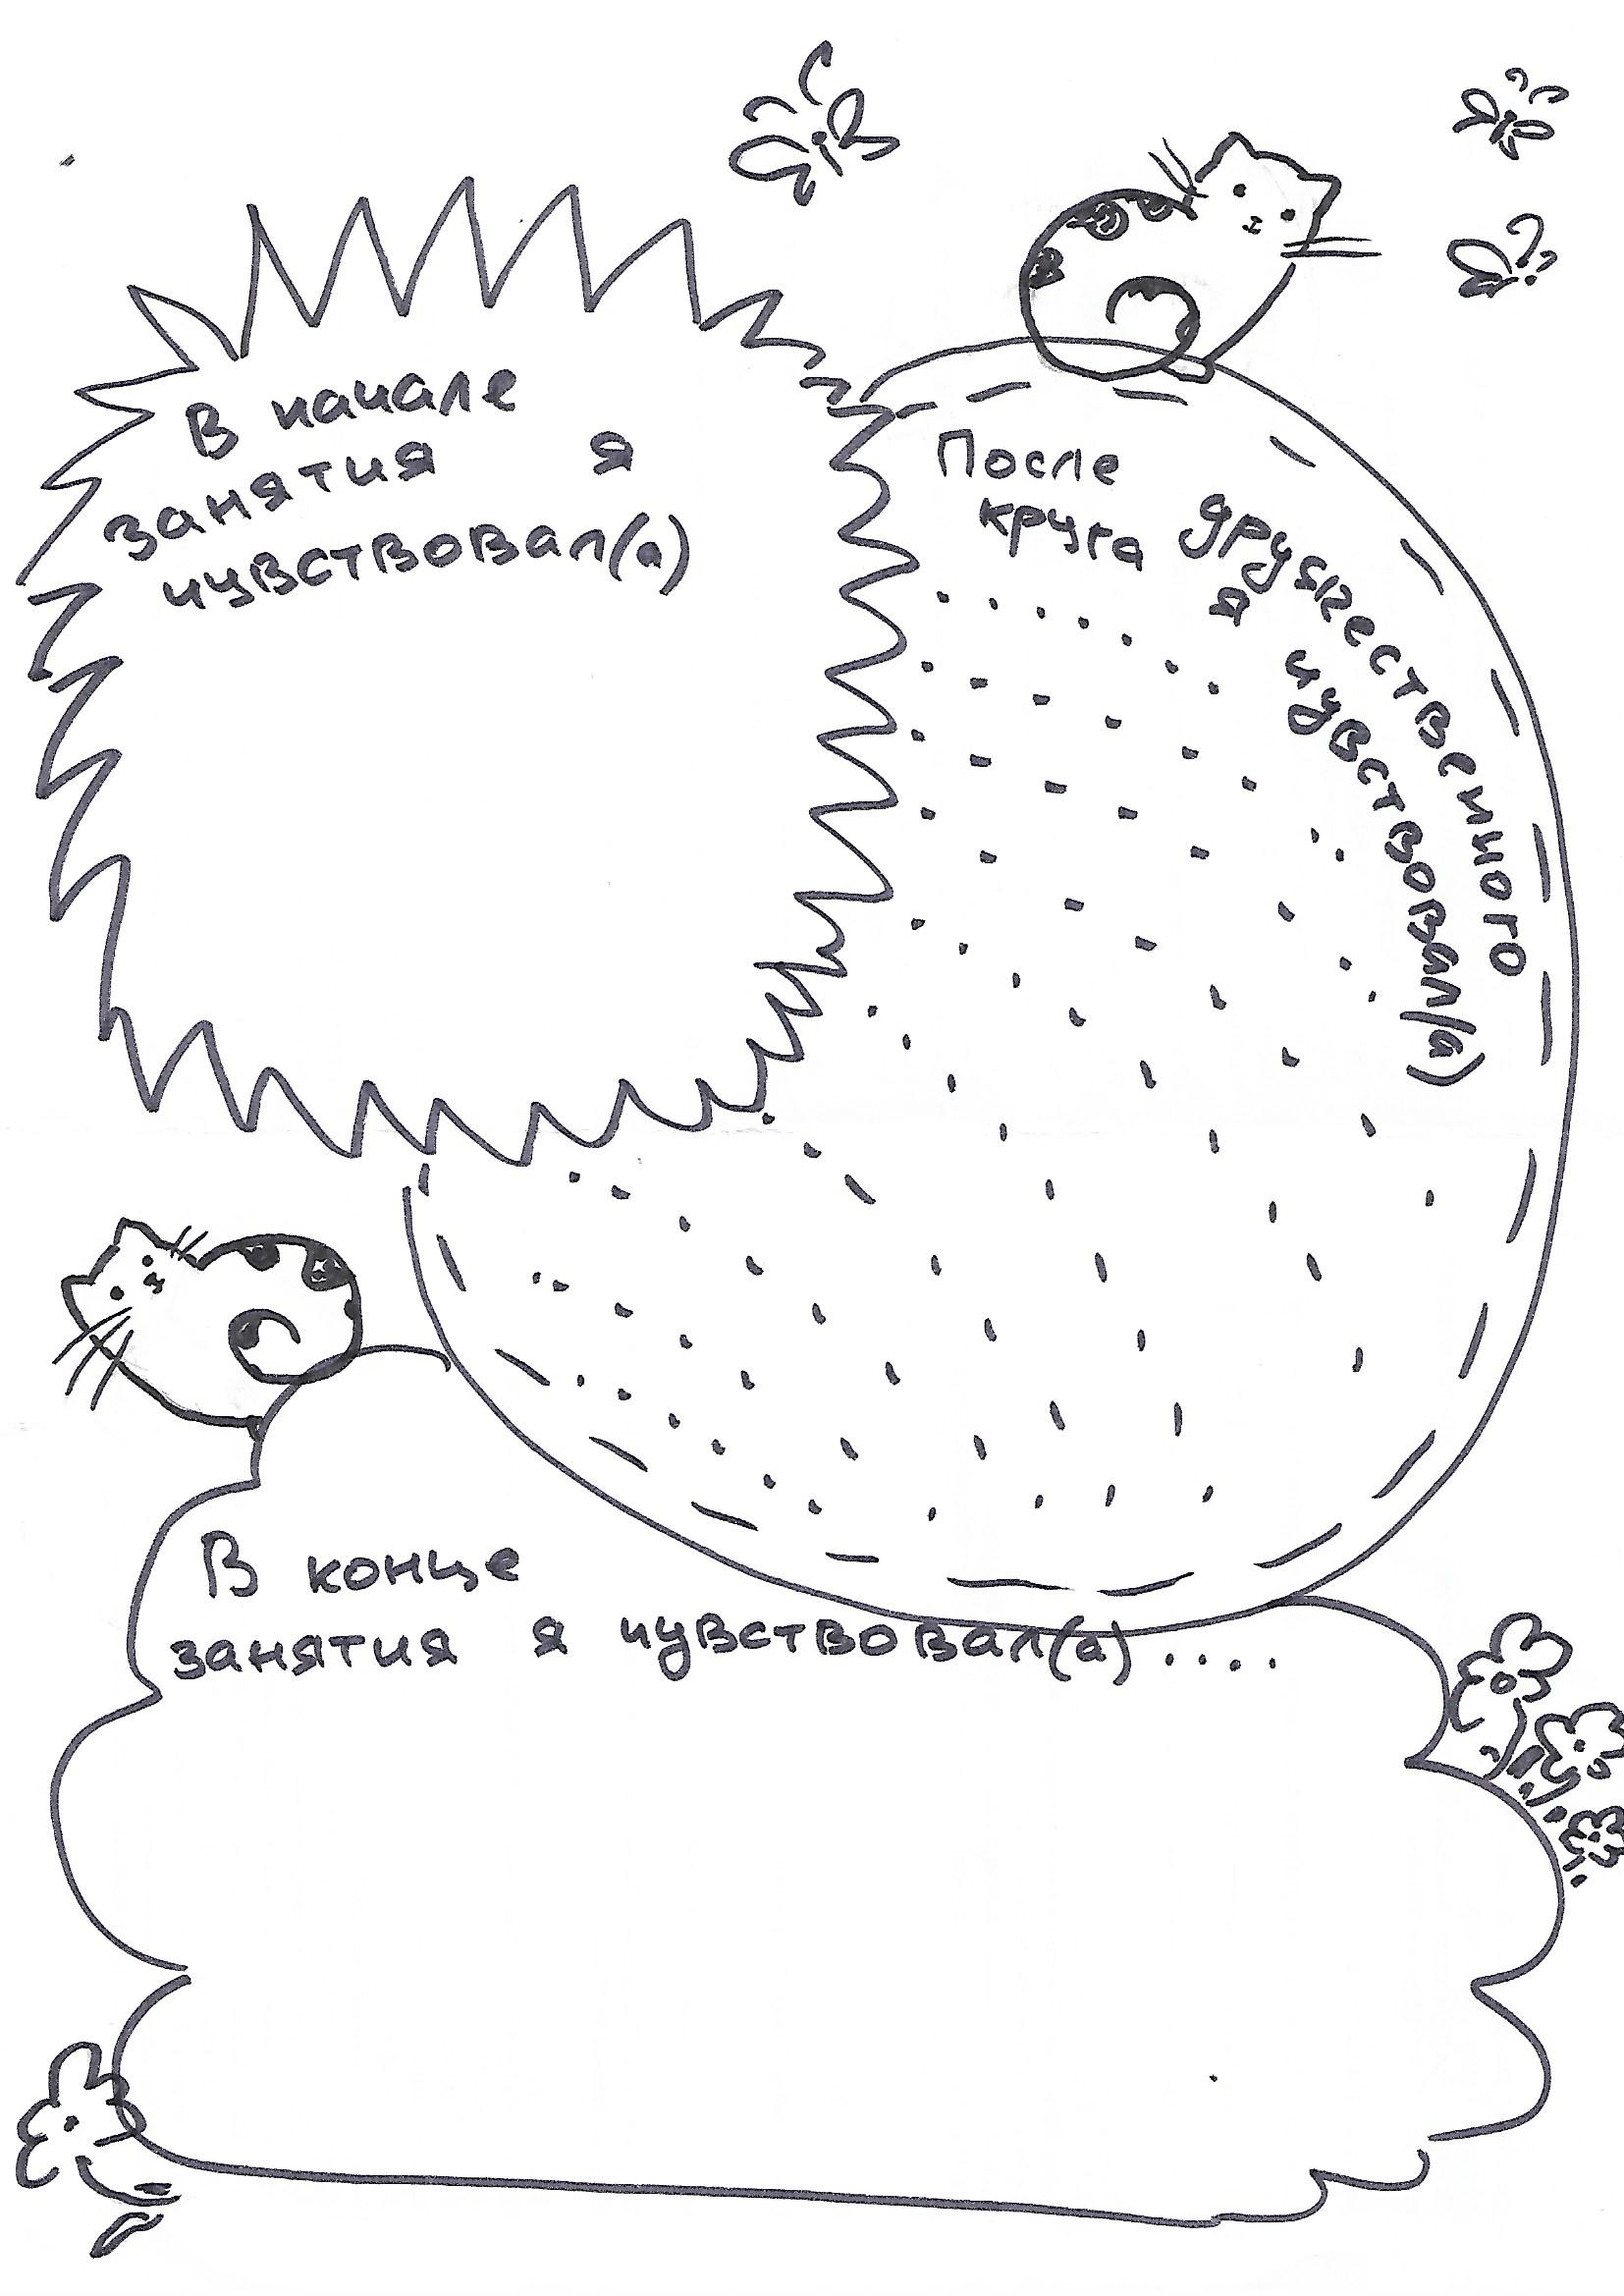 В начале
занятия я
чувствовал(а)
После
круга дружественного
я чувствовал(а)
В конце
занятия я чувствовал(а)....